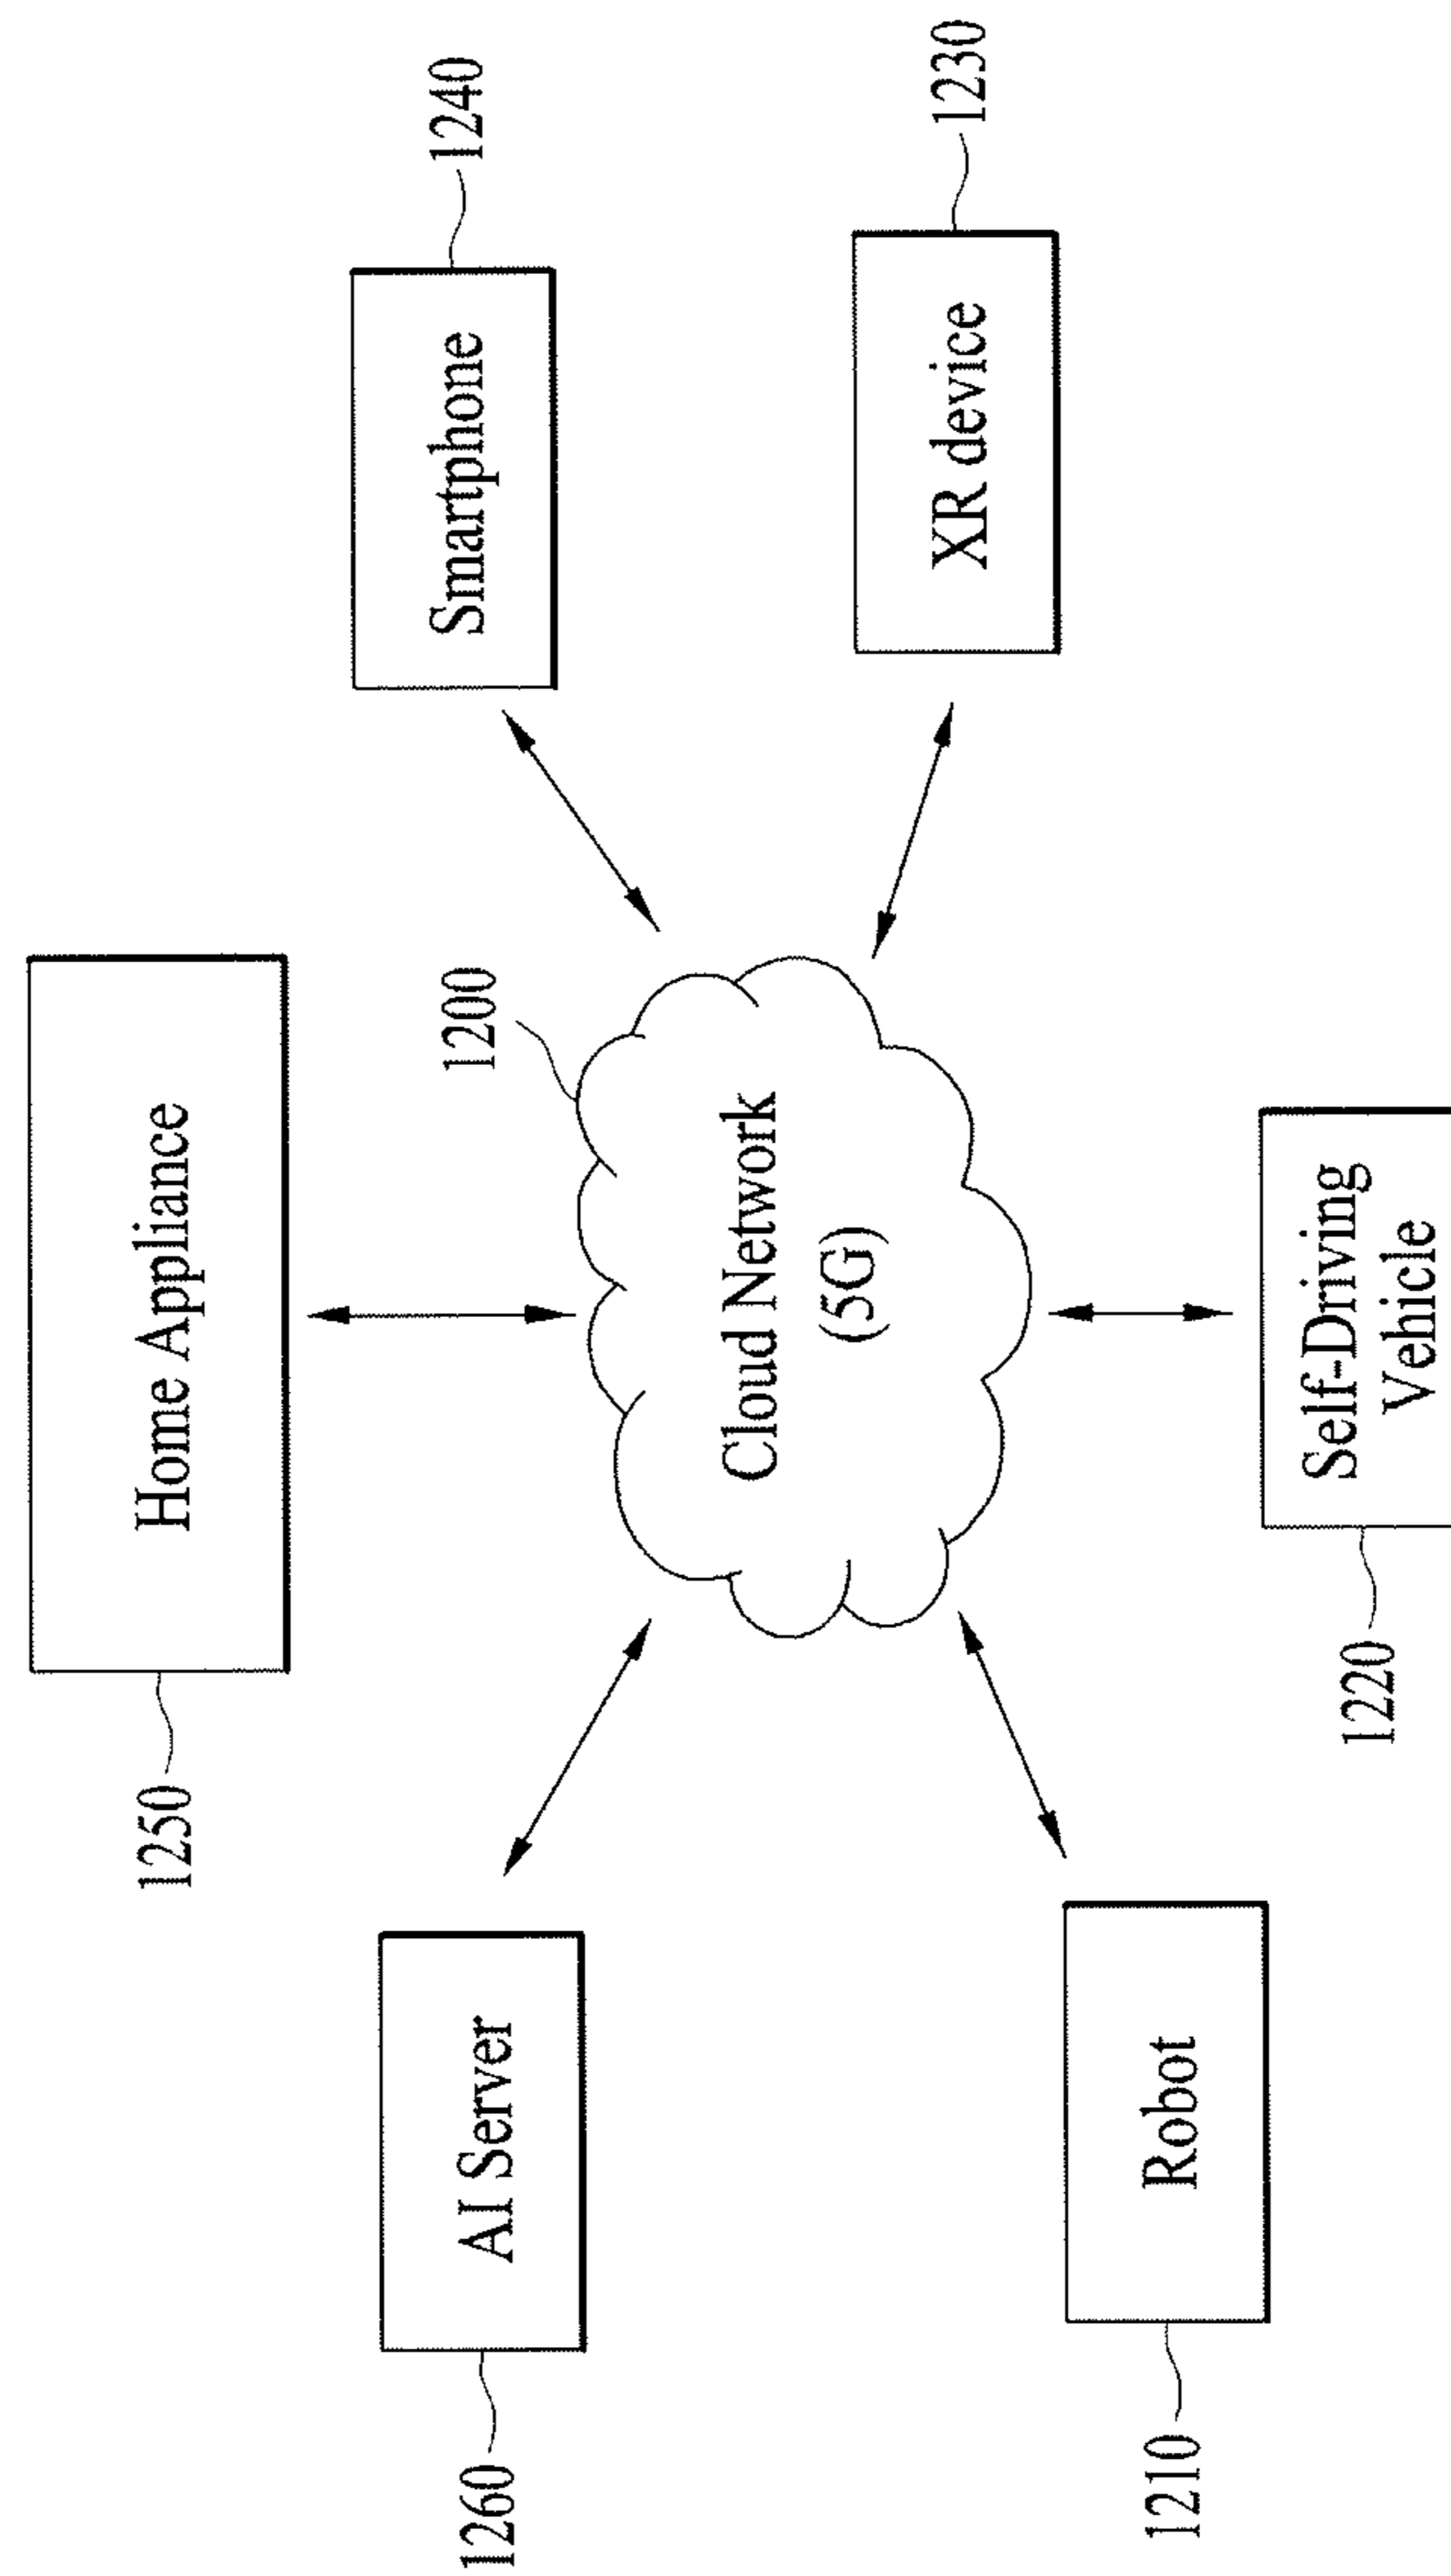 1250
Home Appliance
1260
AI Server
1200
Smartphone
1240
Cloud Network
(5G)
XR device
1230
1210
Robot
1220
Self-Driving
Vehicle